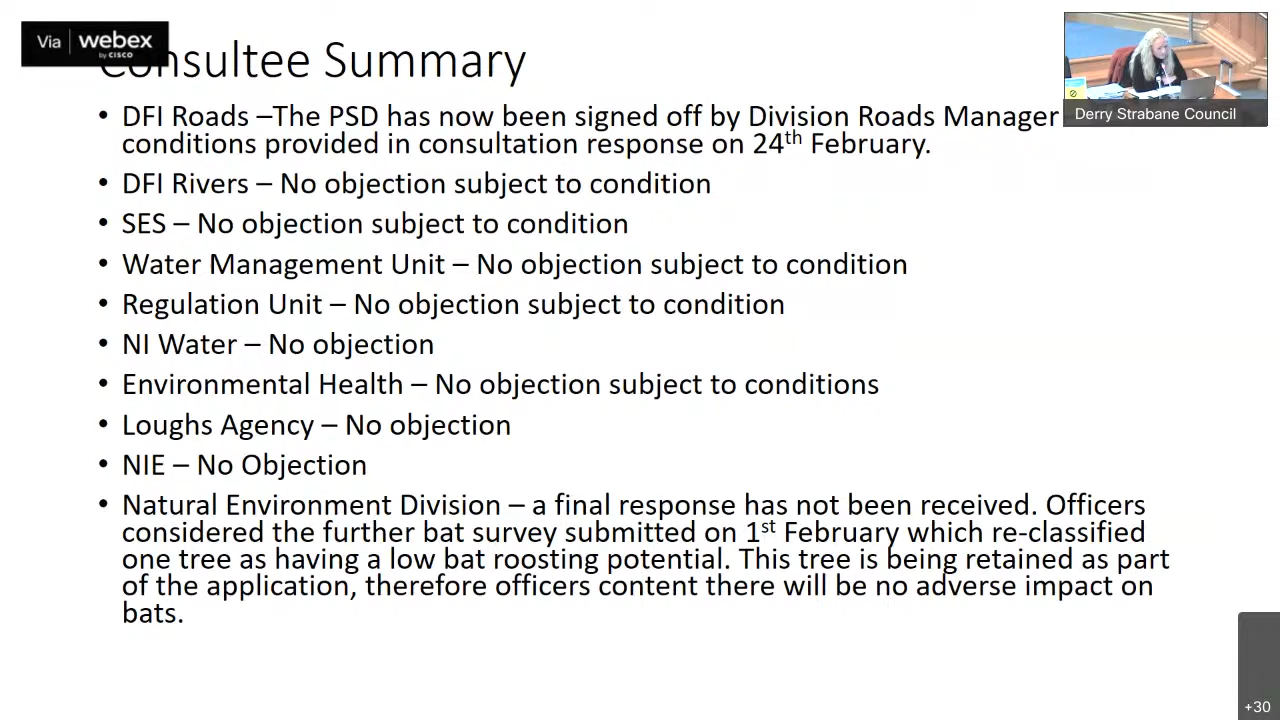 Via webex
by CISCO
Consultee Summary
Derry Strabane Council
• DFI Roads –The PSD has now been signed off by Division Roads Manager
conditions provided in consultation response on 24th February.
• DFI Rivers – No objection subject to condition
• SES – No objection subject to condition
• Water Management Unit – No objection subject to condition
• Regulation Unit – No objection subject to condition
• NI Water – No objection
• Environmental Health – No objection subject to conditions
• Loughs Agency – No objection
• NIE – No Objection
• Natural Environment Division – a final response has not been received. Officers
considered the further bat survey submitted on 1st February which re-classified
one tree as having a low bat roosting potential. This tree is being retained as part
of the application, therefore officers content there will be no adverse impact on
bats.
+30